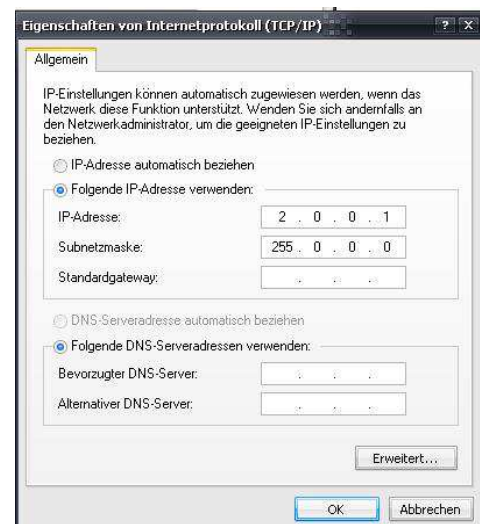 Eigenschaften von Internetprotokoll (TCP/IP)
Allgemein
IP-Einstellungen können automatisch zugewiesen werden, wenn das
Netzwerk diese Funktion unterstützt. Wenden Sie sich andernfalls an
den Netzwerkadministrator, um die geeigneten IP-Einstellungen zu
beziehen.
IP-Adresse automatisch beziehen
Folgende IP-Adresse verwenden:
IP-Adresse: 2 . 0 . 0 . 1
Subnetzmaske: 255 . 0 . 0 . 0
Standardgateway: . . .
DNS-Serveradresse automatisch beziehen
Folgende DNS-Serveradressen verwenden:
Bevorzugter DNS-Server: . . .
Alternativer DNS-Server: . . .
Erweitert...
OK Abbrechen